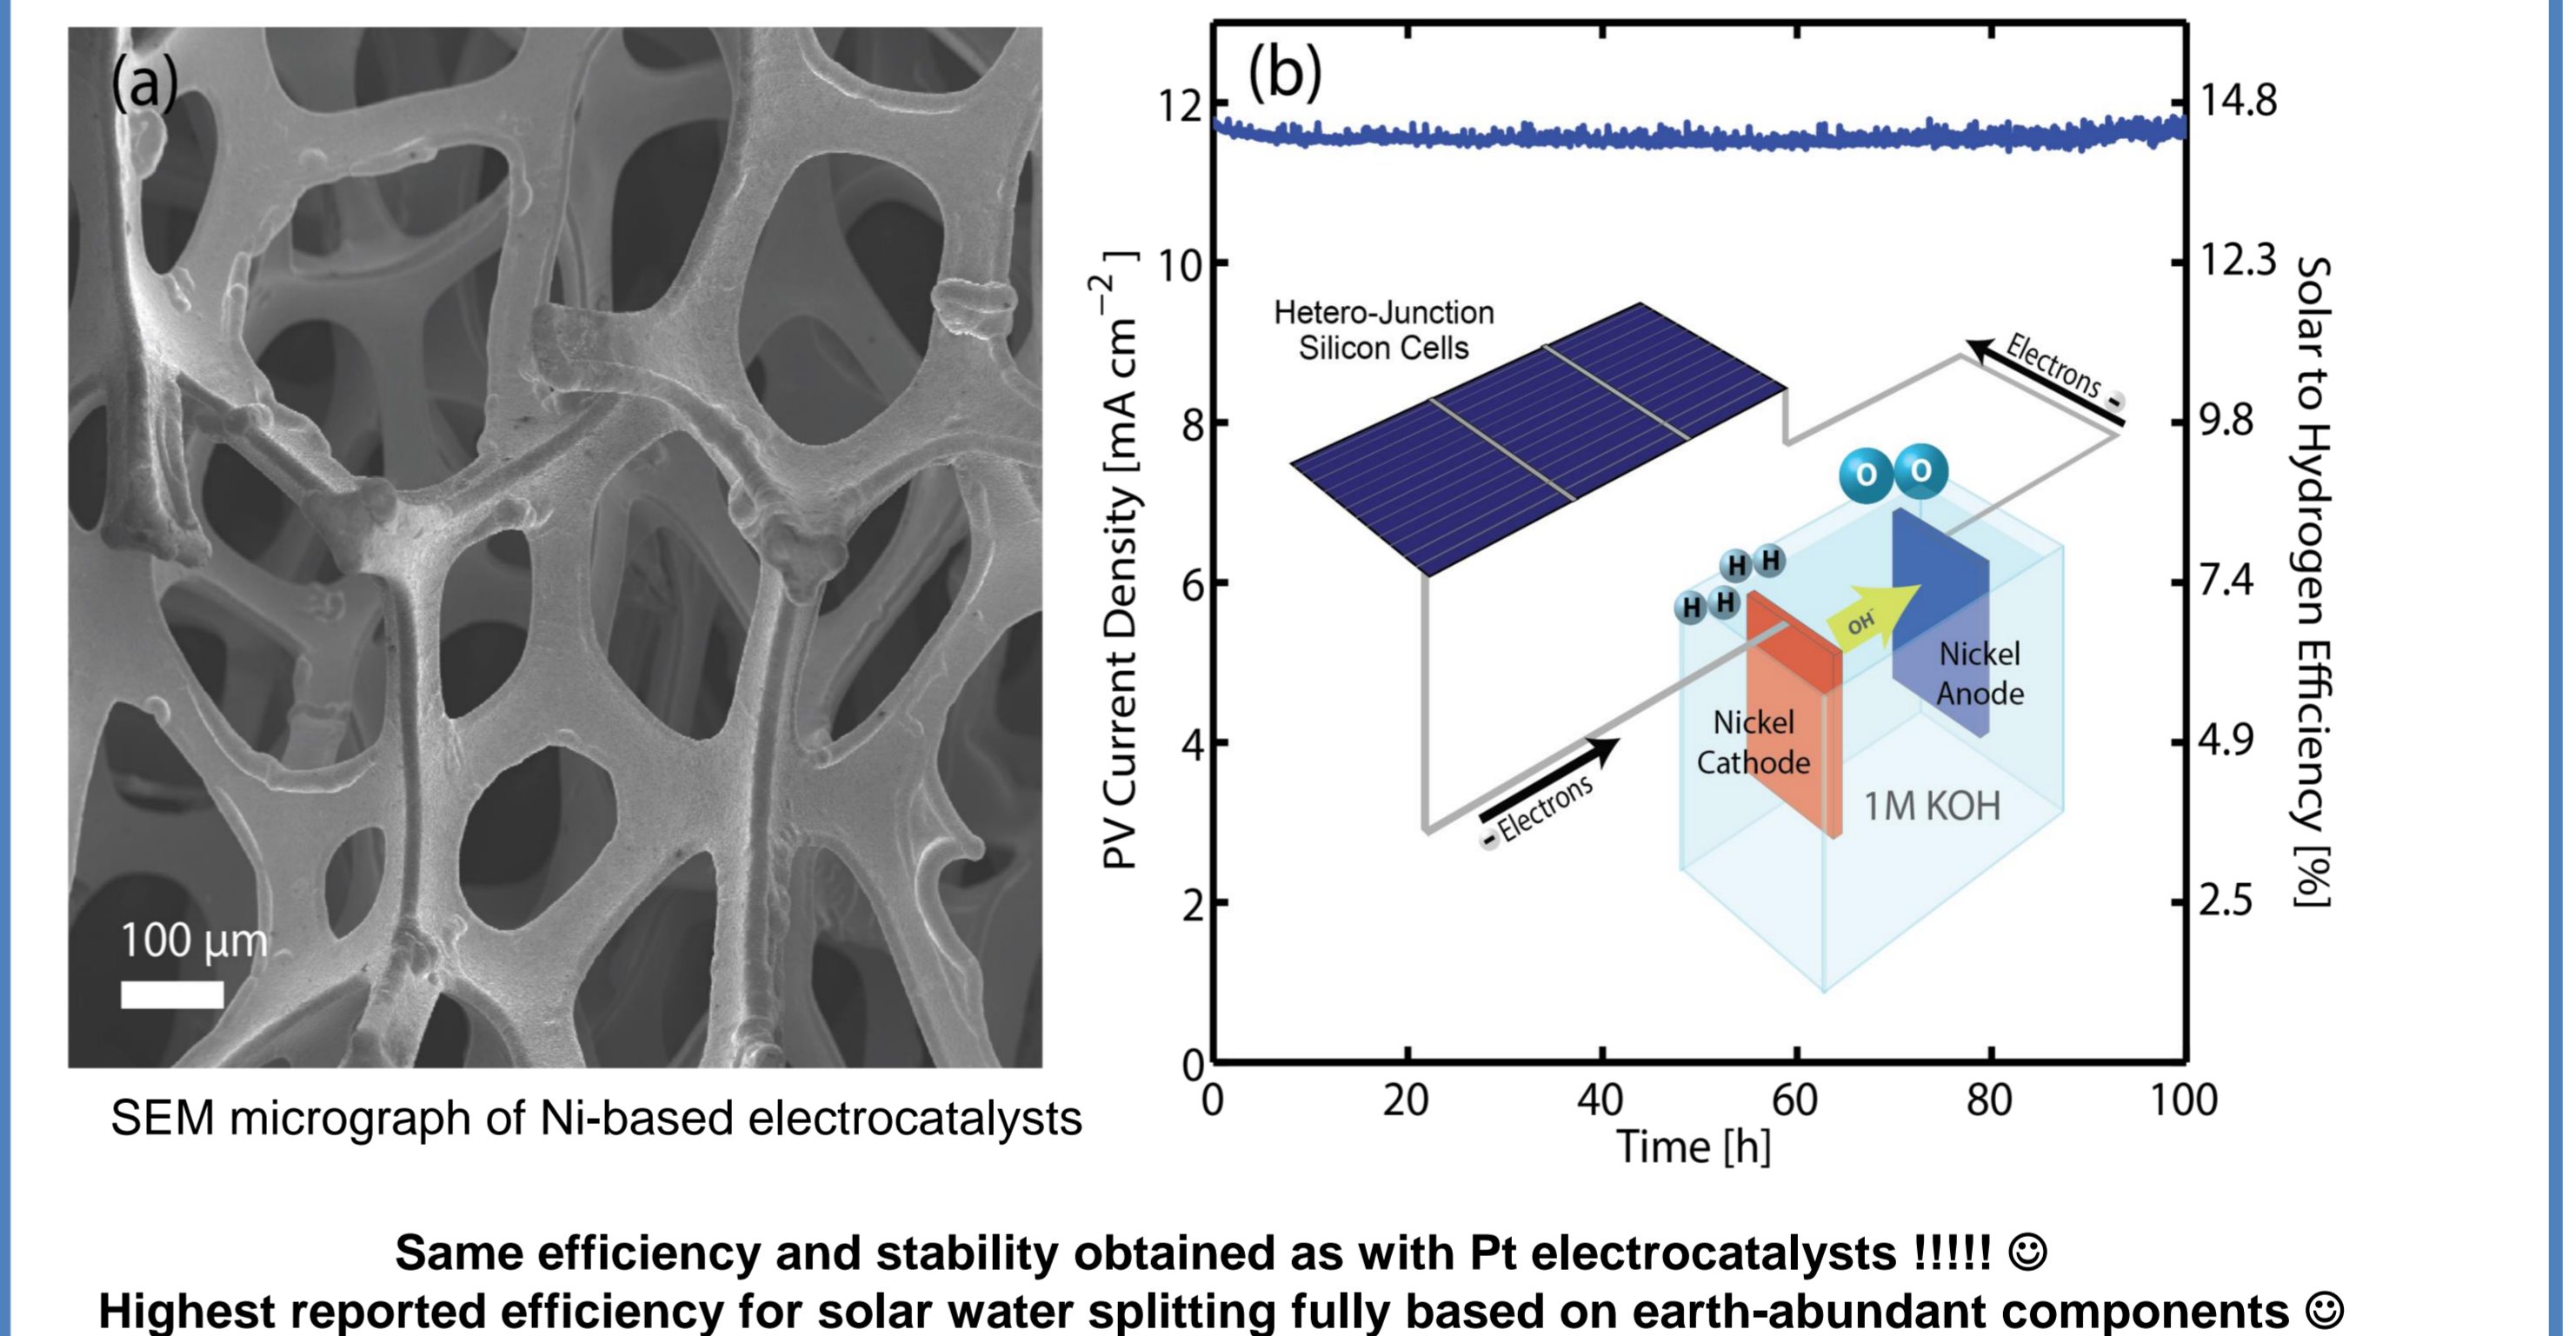 (a)
100 μm
SEM micrograph of Ni-based electrocatalysts
(b)
PV Current Density [mA cm⁻²]
12
10
8
6
4
2
0
14.8
12.3
9.8
7.4
4.9
2.5
Solar to Hydrogen Efficiency [%]
0 20 40 60 80 100
Time [h]
Hetero-Junction
Silicon Cells
Electrons -
O O
H H
H H
OH⁻
Nickel
Anode
Nickel
Cathode
1M KOH
- Electrons
Same efficiency and stability obtained as with Pt electrocatalysts !!!!! ☺
Highest reported efficiency for solar water splitting fully based on earth-abundant components ☺